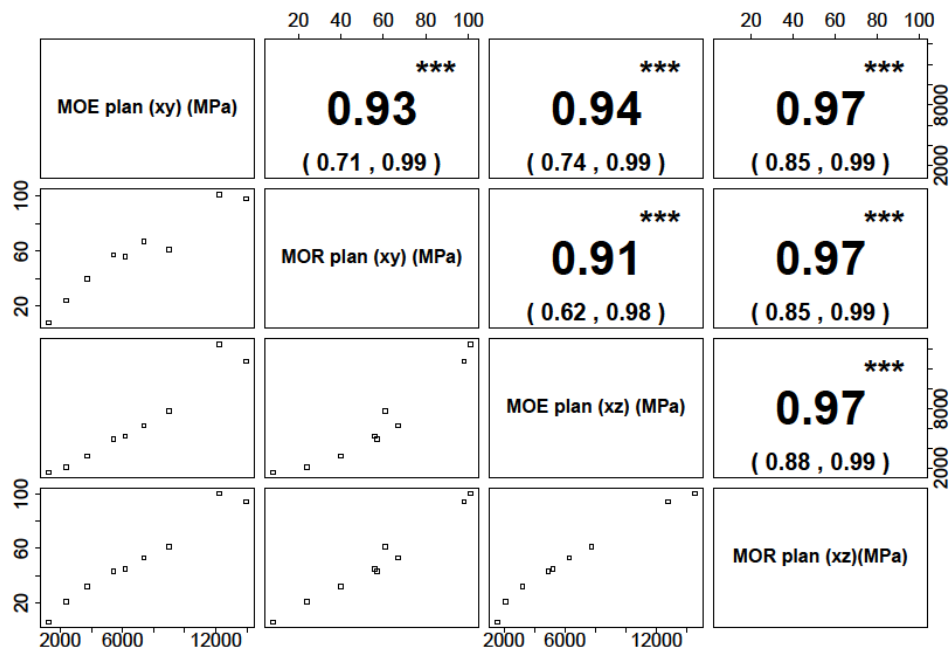 20 40 60 80 100 20 40 60 80 100
MOE plan (xy) (MPa)
***
0.93
( 0.71 , 0.99 )
***
0.94
( 0.74 , 0.99 )
***
0.97
( 0.85 , 0.99 )
2000 8000
20 60 100
MOR plan (xy) (MPa)
***
0.91
( 0.62 , 0.98 )
***
0.97
( 0.85 , 0.99 )
MOE plan (xz) (MPa)
***
0.97
( 0.88 , 0.99 )
2000 8000
20 60 100
MOR plan (xz)(MPa)
2000 6000 12000 2000 6000 12000